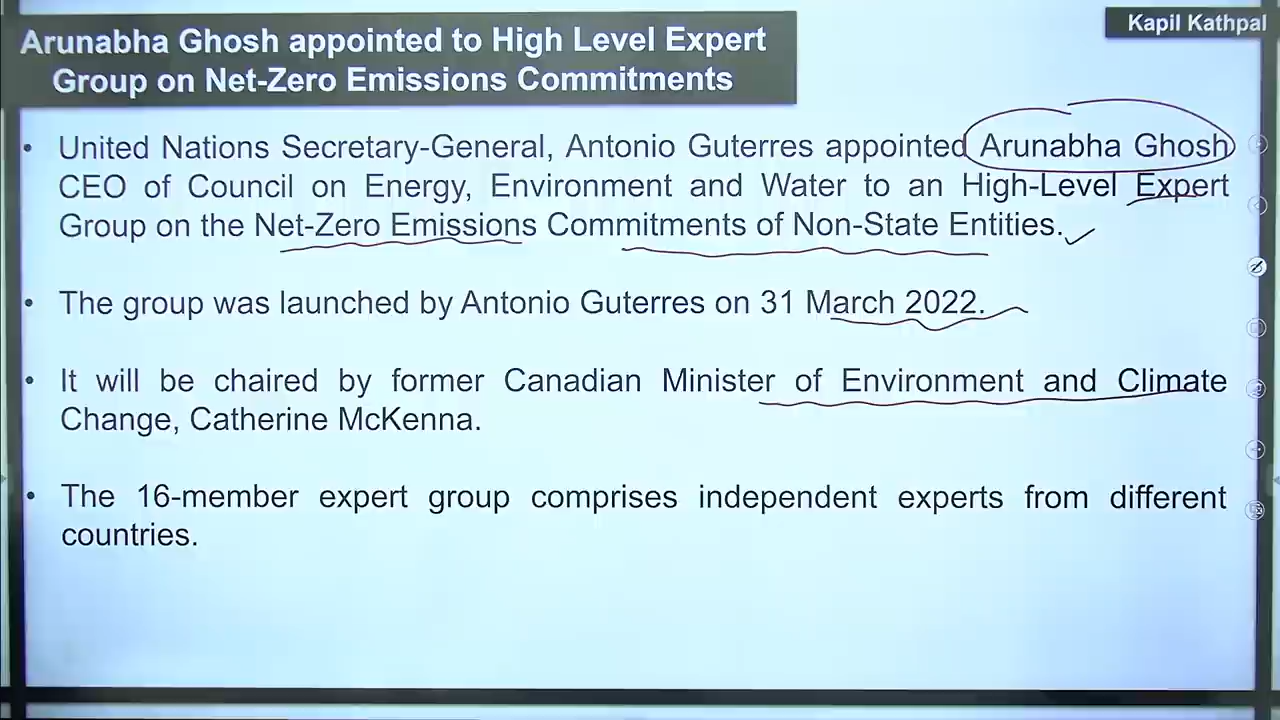 Arunabha Ghosh appointed to High Level Expert
Group on Net-Zero Emissions Commitments
Kapil Kathpal
• United Nations Secretary-General, Antonio Guterres appointed Arunabha Ghosh
CEO of Council on Energy, Environment and Water to an High-Level Expert
Group on the Net-Zero Emissions Commitments of Non-State Entities.
• The group was launched by Antonio Guterres on 31 March 2022.
• It will be chaired by former Canadian Minister of Environment and Climate
Change, Catherine McKenna.
• The 16-member expert group comprises independent experts from different
countries.